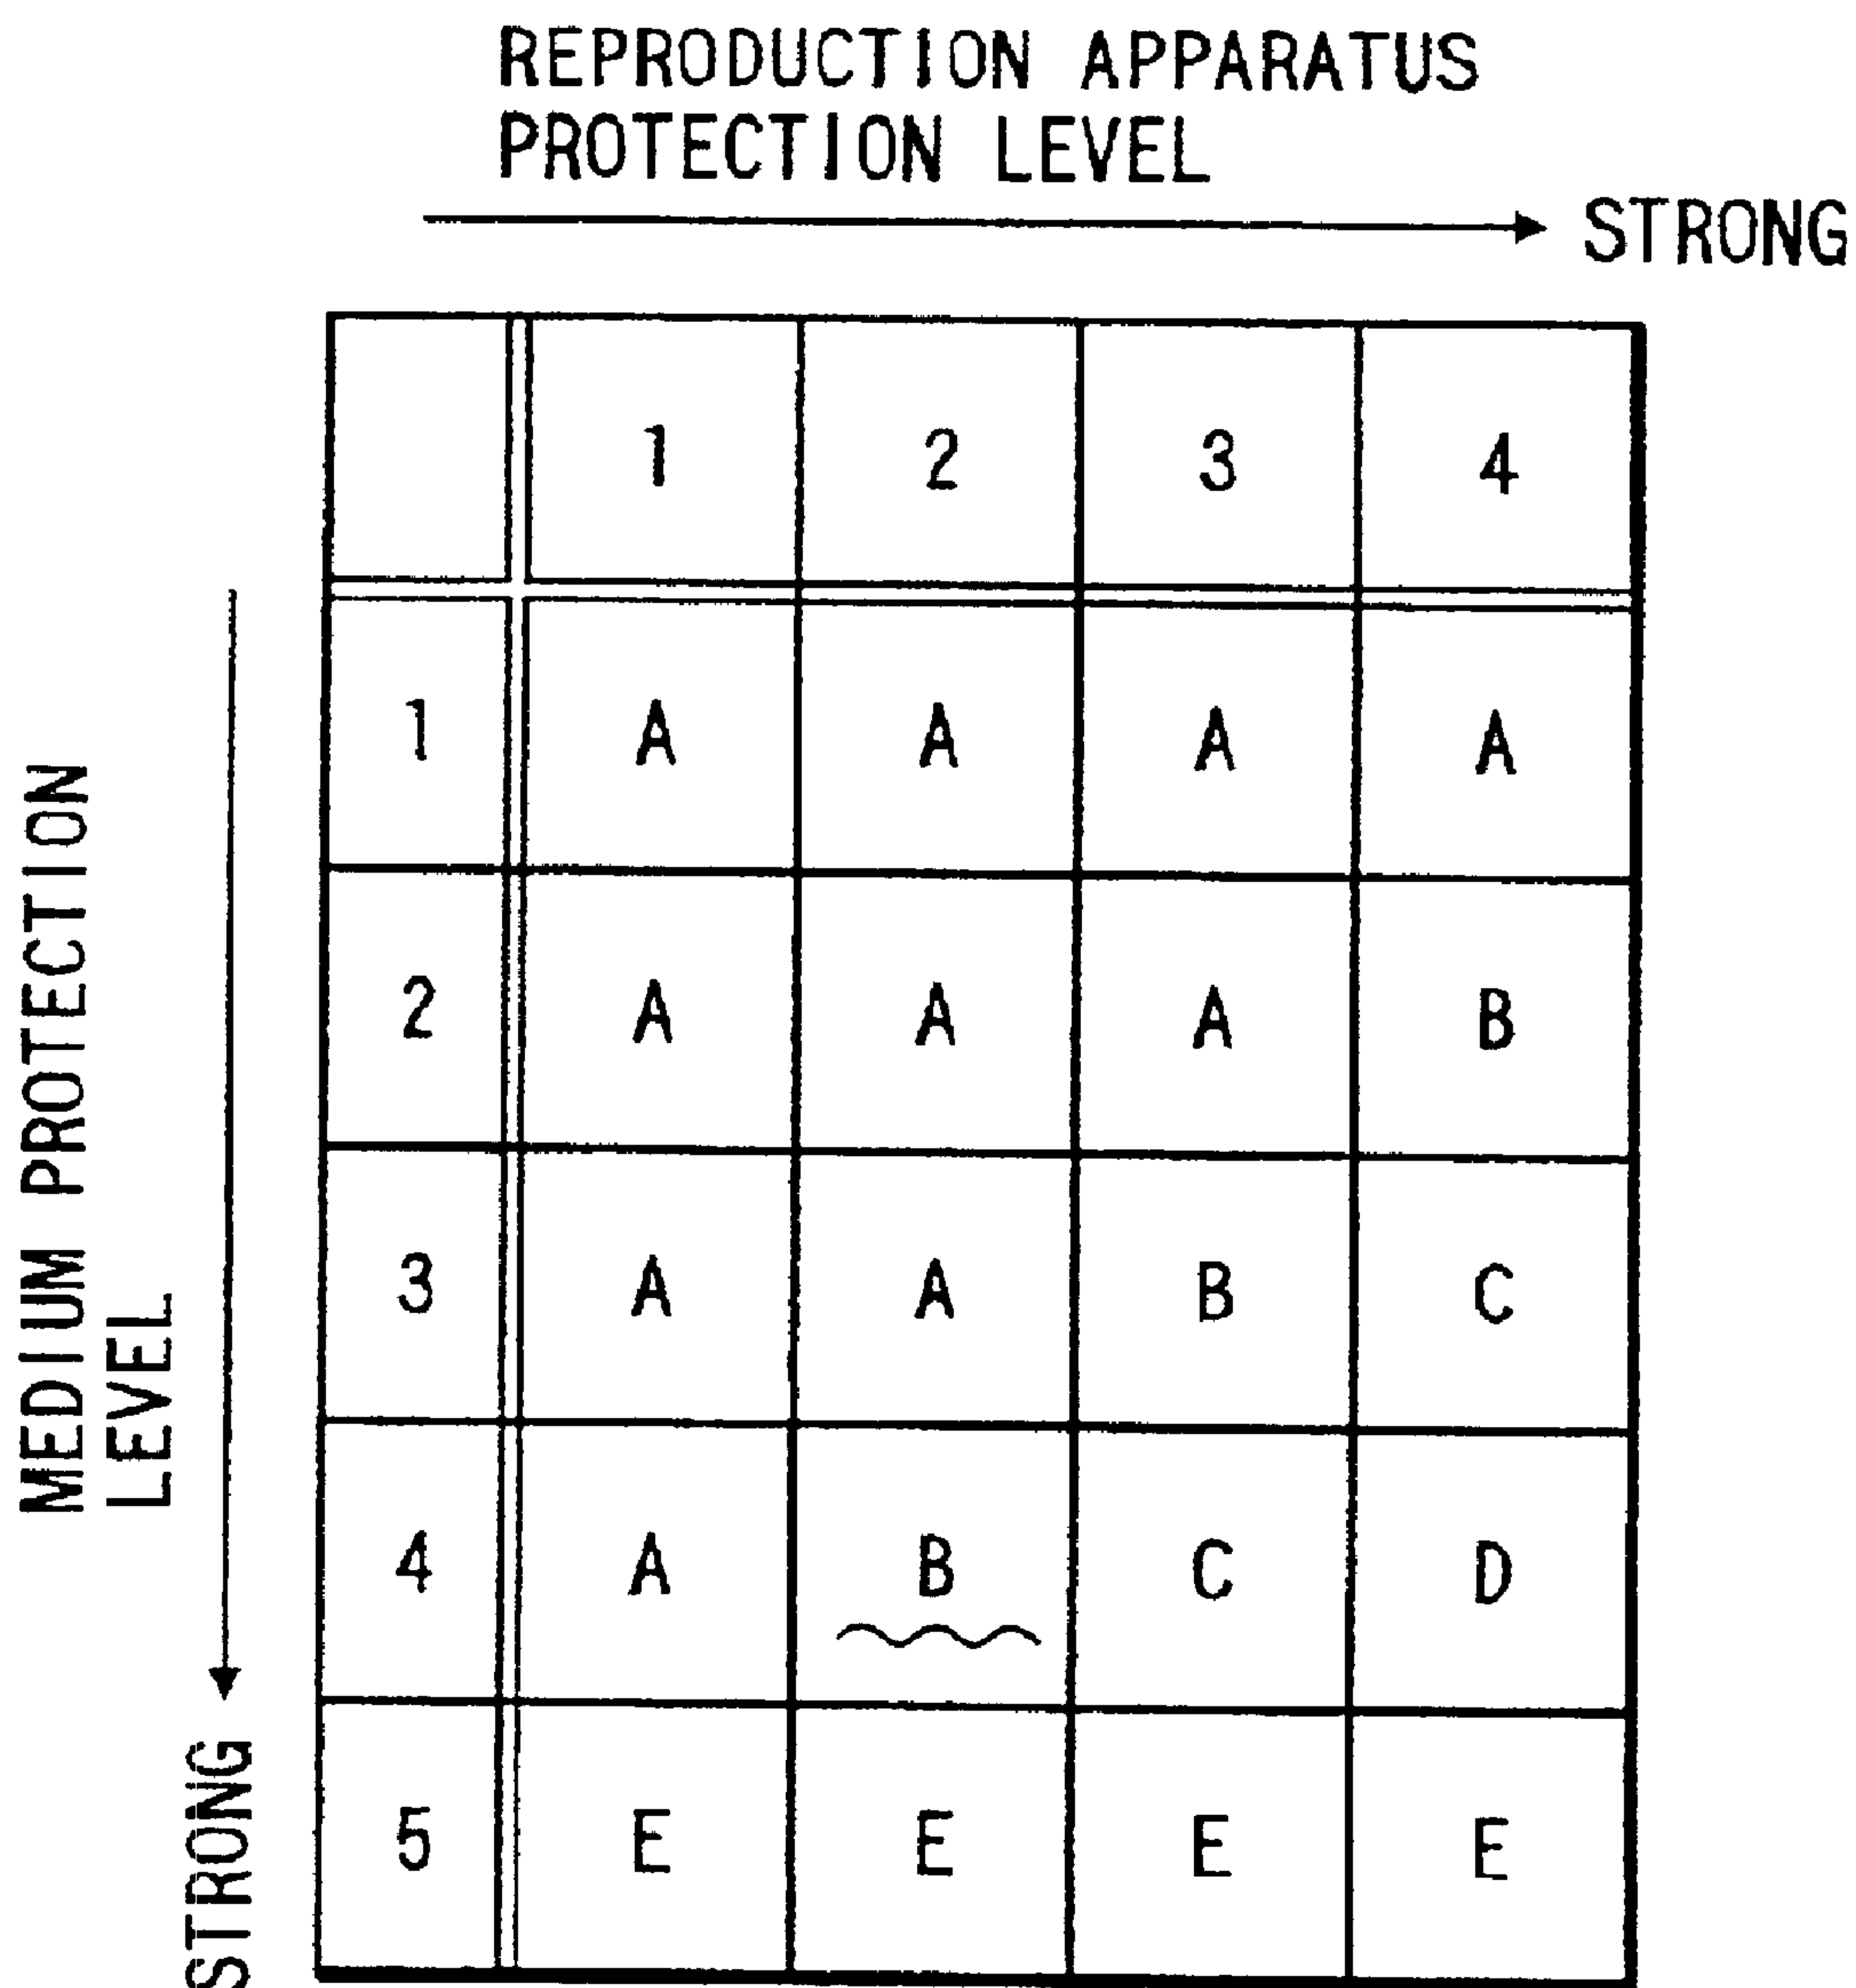 REPRODUCTION APPARATUS
PROTECTION LEVEL
STRONG
1 2 3 4
1 A A A A
2 A A A B
3 A A B C
4 A B C D
5 E E E E
MEDIUM PROTECTION
LEVEL
STRONG